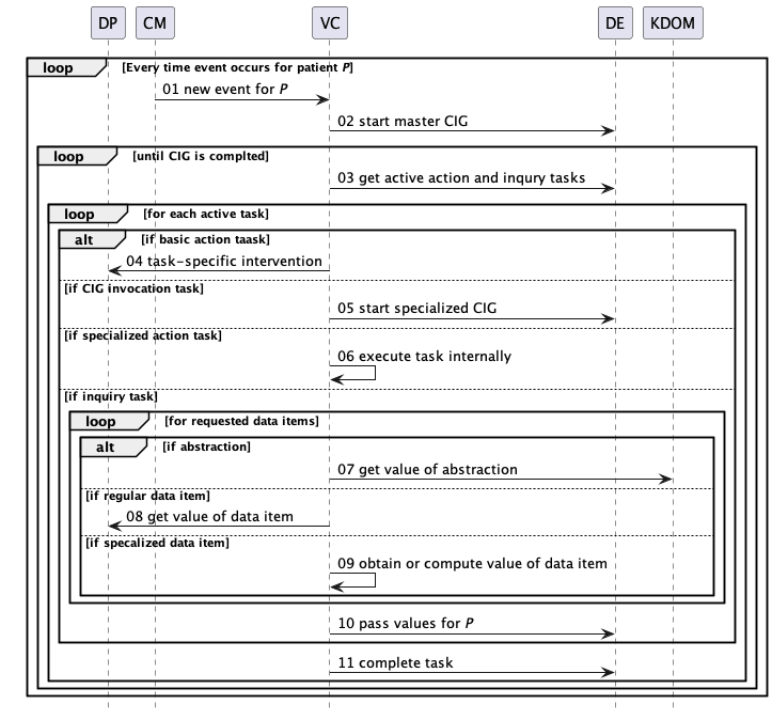 DP CM VC DE KDOM
loop [Every time event occurs for patient P]
01 new event for P
02 start master CIG
loop [until CIG is complted]
03 get active action and inqury tasks
loop [for each active task]
alt [if basic action taask]
04 task-specific intervention
[if CIG invocation task]
05 start specialized CIG
[if specialized action task]
06 execute task internally
[if inquiry task]
loop [for requested data items]
alt [if abstraction]
07 get value of abstraction
[if regular data item]
08 get value of data item
[if specalized data item]
09 obtain or compute value of data item
10 pass values for P
11 complete task